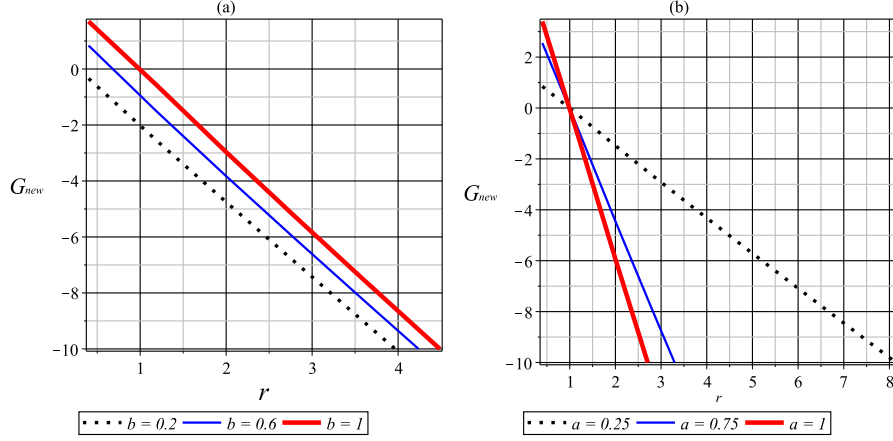 (a)
0
−2
−4
−6
−8
−10
G_new
1 2 3 4
r
b = 0.2 b = 0.6 b = 1
(b)
2
0
−2
−4
−6
−8
−10
G_new
1 2 3 4 5 6 7 8
r
a = 0.25 a = 0.75 a = 1